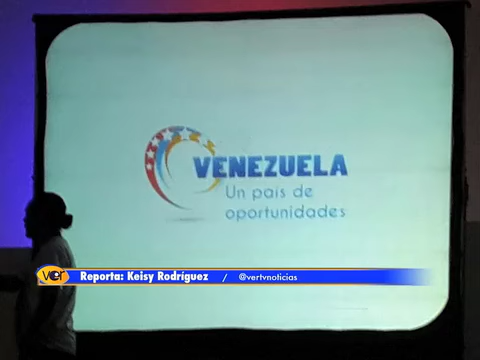 VENEZUELA
Un país de
oportunidades
ver Reporta: Keisy Rodríguez / @vertvnoticias